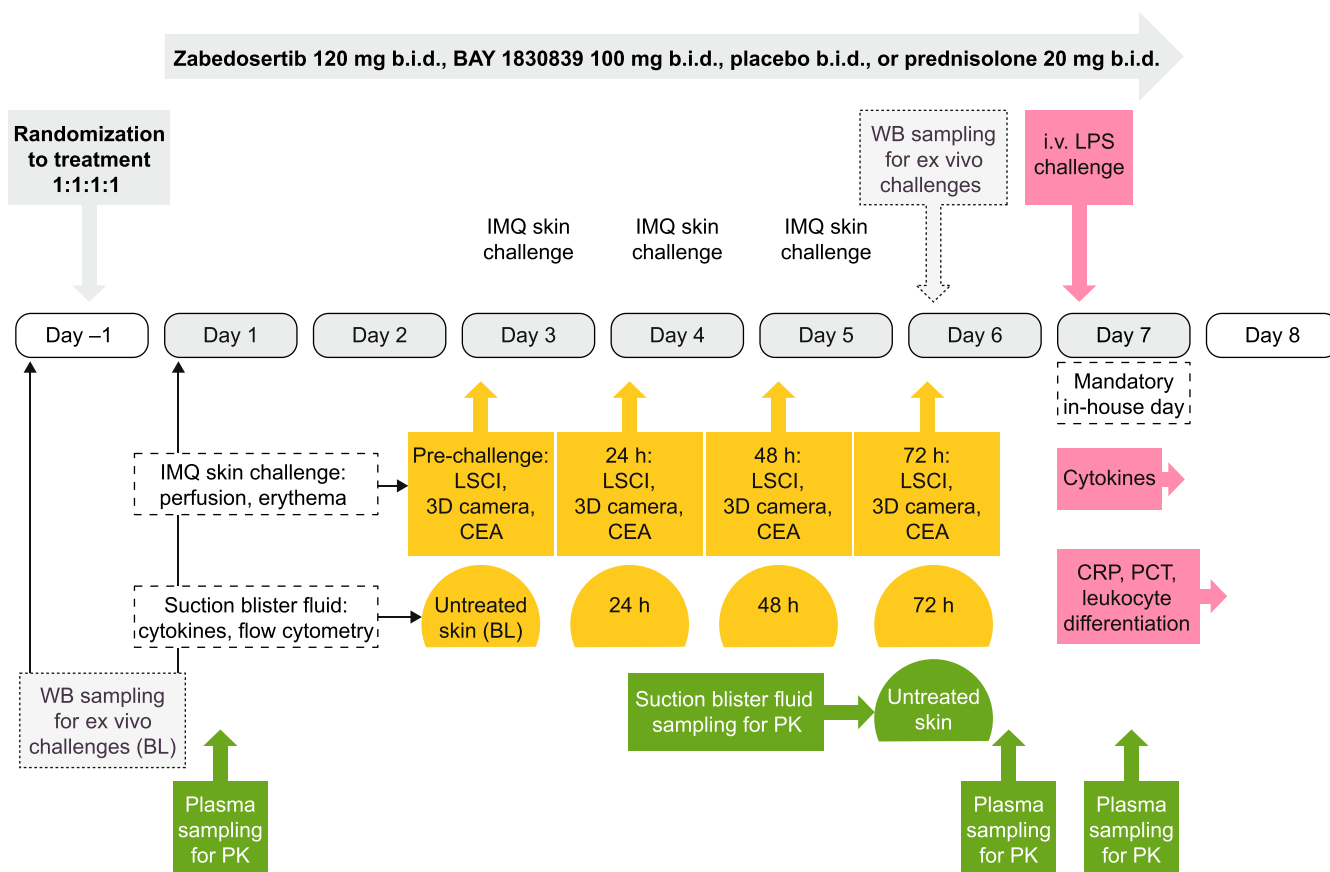 Zabedosertib 120 mg b.i.d., BAY 1830839 100 mg b.i.d., placebo b.i.d., or prednisolone 20 mg b.i.d.
Randomization
to treatment
1:1:1:1
WB sampling
for ex vivo
challenges
i.v. LPS
challenge
IMQ skin
challenge
IMQ skin
challenge
IMQ skin
challenge
Day –1
Day 1
Day 2
Day 3
Day 4
Day 5
Day 6
Day 7
Day 8
Mandatory
in-house day
IMQ skin challenge:
perfusion, erythema
Pre-challenge:
LSCI,
3D camera,
CEA
24 h:
LSCI,
3D camera,
CEA
48 h:
LSCI,
3D camera,
CEA
72 h:
LSCI,
3D camera,
CEA
Cytokines
Suction blister fluid:
cytokines, flow cytometry
Untreated
skin (BL)
24 h
48 h
72 h
CRP, PCT,
leukocyte
differentiation
WB sampling
for ex vivo
challenges (BL)
Suction blister fluid
sampling for PK
Untreated
skin
Plasma
sampling
for PK
Plasma
sampling
for PK
Plasma
sampling
for PK